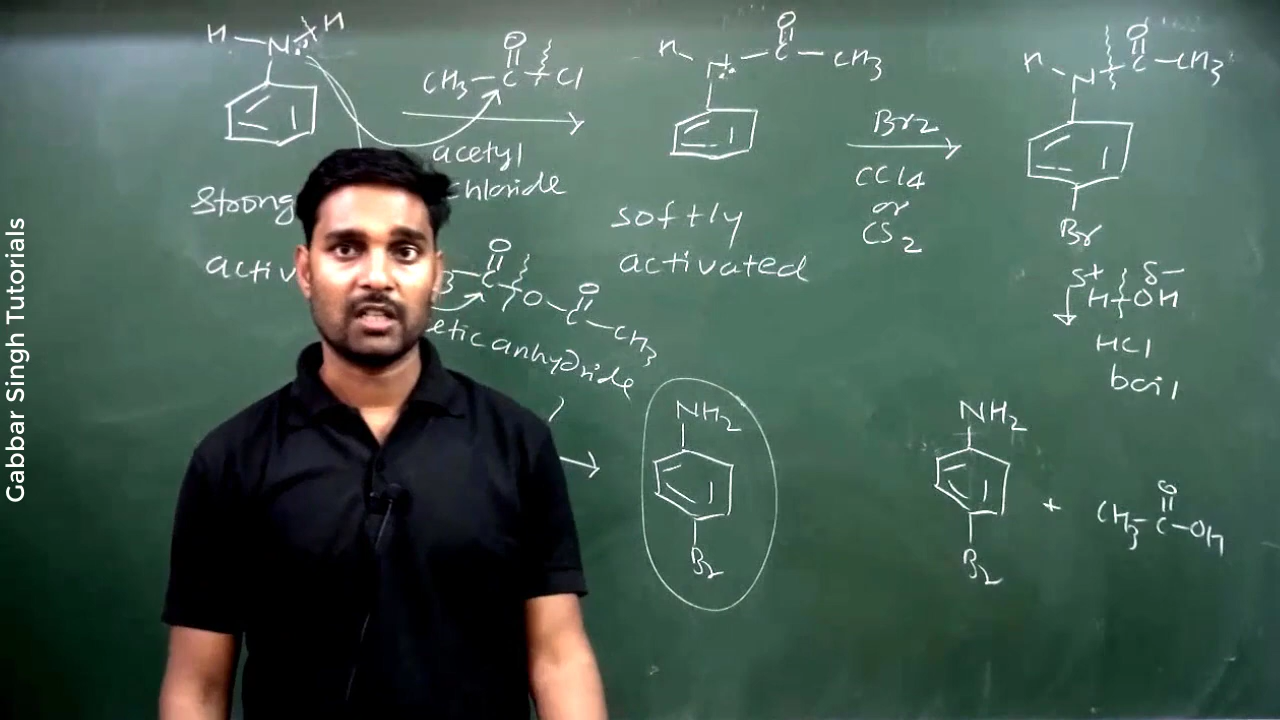 Gabbar Singh Tutorials
H N H
O
CH3 C Cl
acetyl
chloride
Strong
activ
O
C O C O
CH3
etic anhydride
H N C O CH3
softly
activated
Br2
CCl4
or
CS2
H N C O CH3
Br
δ+ δ-
H OH
HCl
boil
NH2
Br
NH2
Br
+
CH3 C O OH